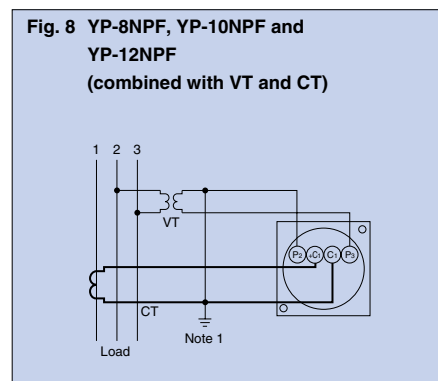 Fig. 8 YP-8NPF, YP-10NPF and
YP-12NPF
(combined with VT and CT)
1 2 3
VT
P2 +C1 C1 P3
CT
Note 1
Load